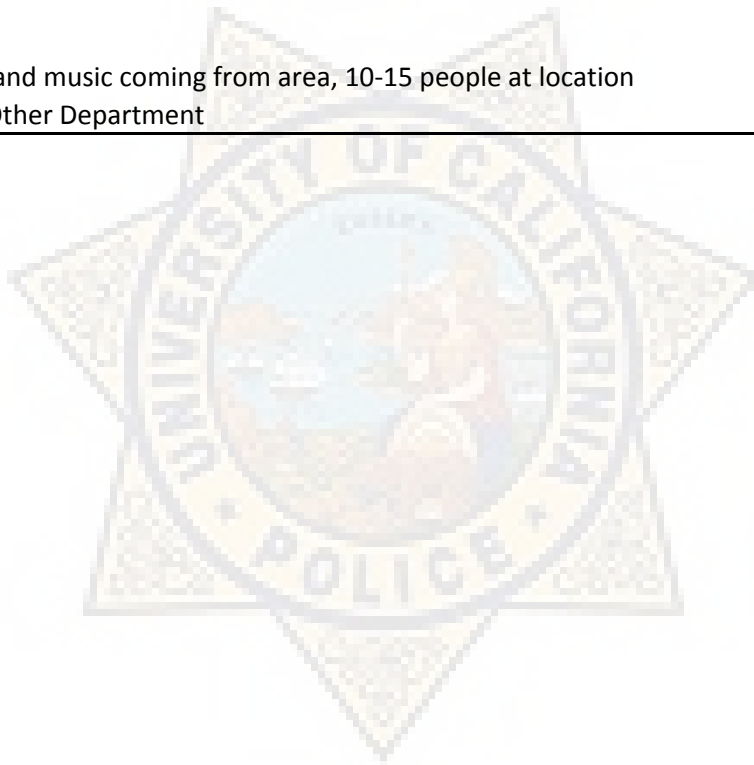 and music coming from area, 10-15 people at location
Other Department
UNIVERSITY OF CALIFORNIA
POLICE